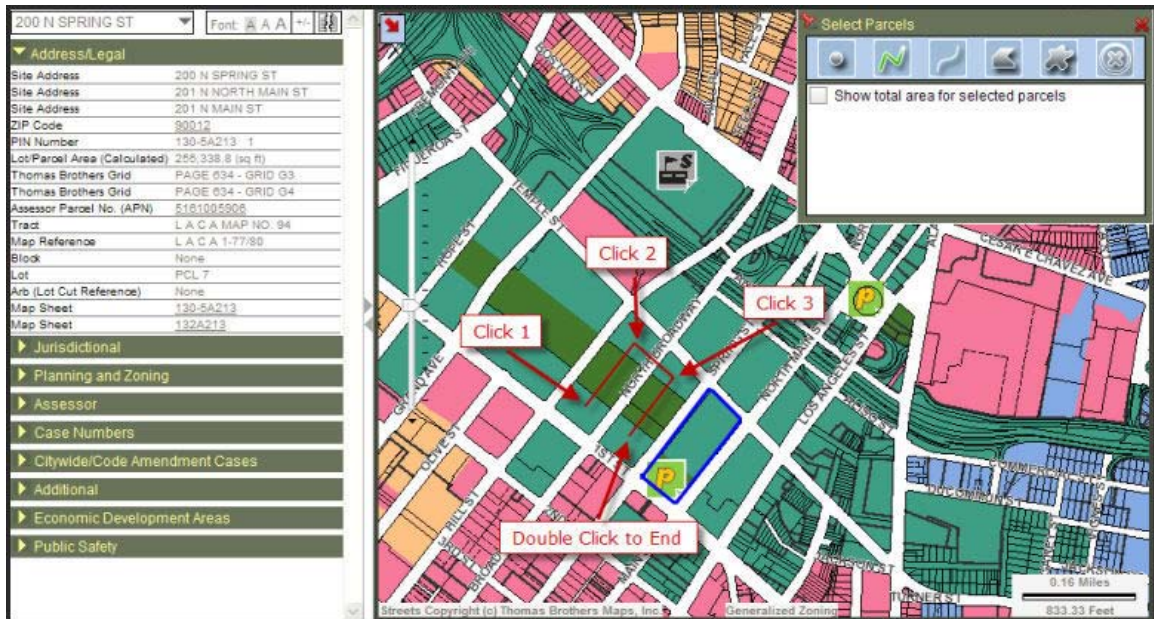 200 N SPRING ST
Font: A A A +/-
Address/Legal
Site Address 200 N SPRING ST
Site Address 201 N NORTH MAIN ST
Site Address 201 N MAIN ST
ZIP Code 90012
PIN Number 130-5A213 1
Lot/Parcel Area (Calculated) 256,338.8 (sq ft)
Thomas Brothers Grid PAGE 634 - GRID G3
Thomas Brothers Grid PAGE 634 - GRID G4
Assessor Parcel No. (APN) 5161005906
Tract L A C A MAP NO. 94
Map Reference L A C A 1-77/80
Block None
Lot PCL 7
Arb (Lot Cut Reference) None
Map Sheet 130-5A213
Map Sheet 132A213
Jurisdictional
Planning and Zoning
Assessor
Case Numbers
Citywide/Code Amendment Cases
Additional
Economic Development Areas
Public Safety
Select Parcels
Show total area for selected parcels
BOSTON ST
TEMPLE ST
HOPE ST
GRAND AVE
Click 1
Click 2
Click 3
Double Click to End
NORTH BROADWAY
NORTH MAIN
LOS ANGELES ST
CESAR E CHAVEZ AVE
COMMERCIAL ST
1ST ST
HILL ST
3RD ST
JACKSON ST
TURNER ST
P
P
S
0.16 Miles
833.33 Feet
Streets Copyright (c) Thomas Brothers Maps, Inc.
Generalized Zoning